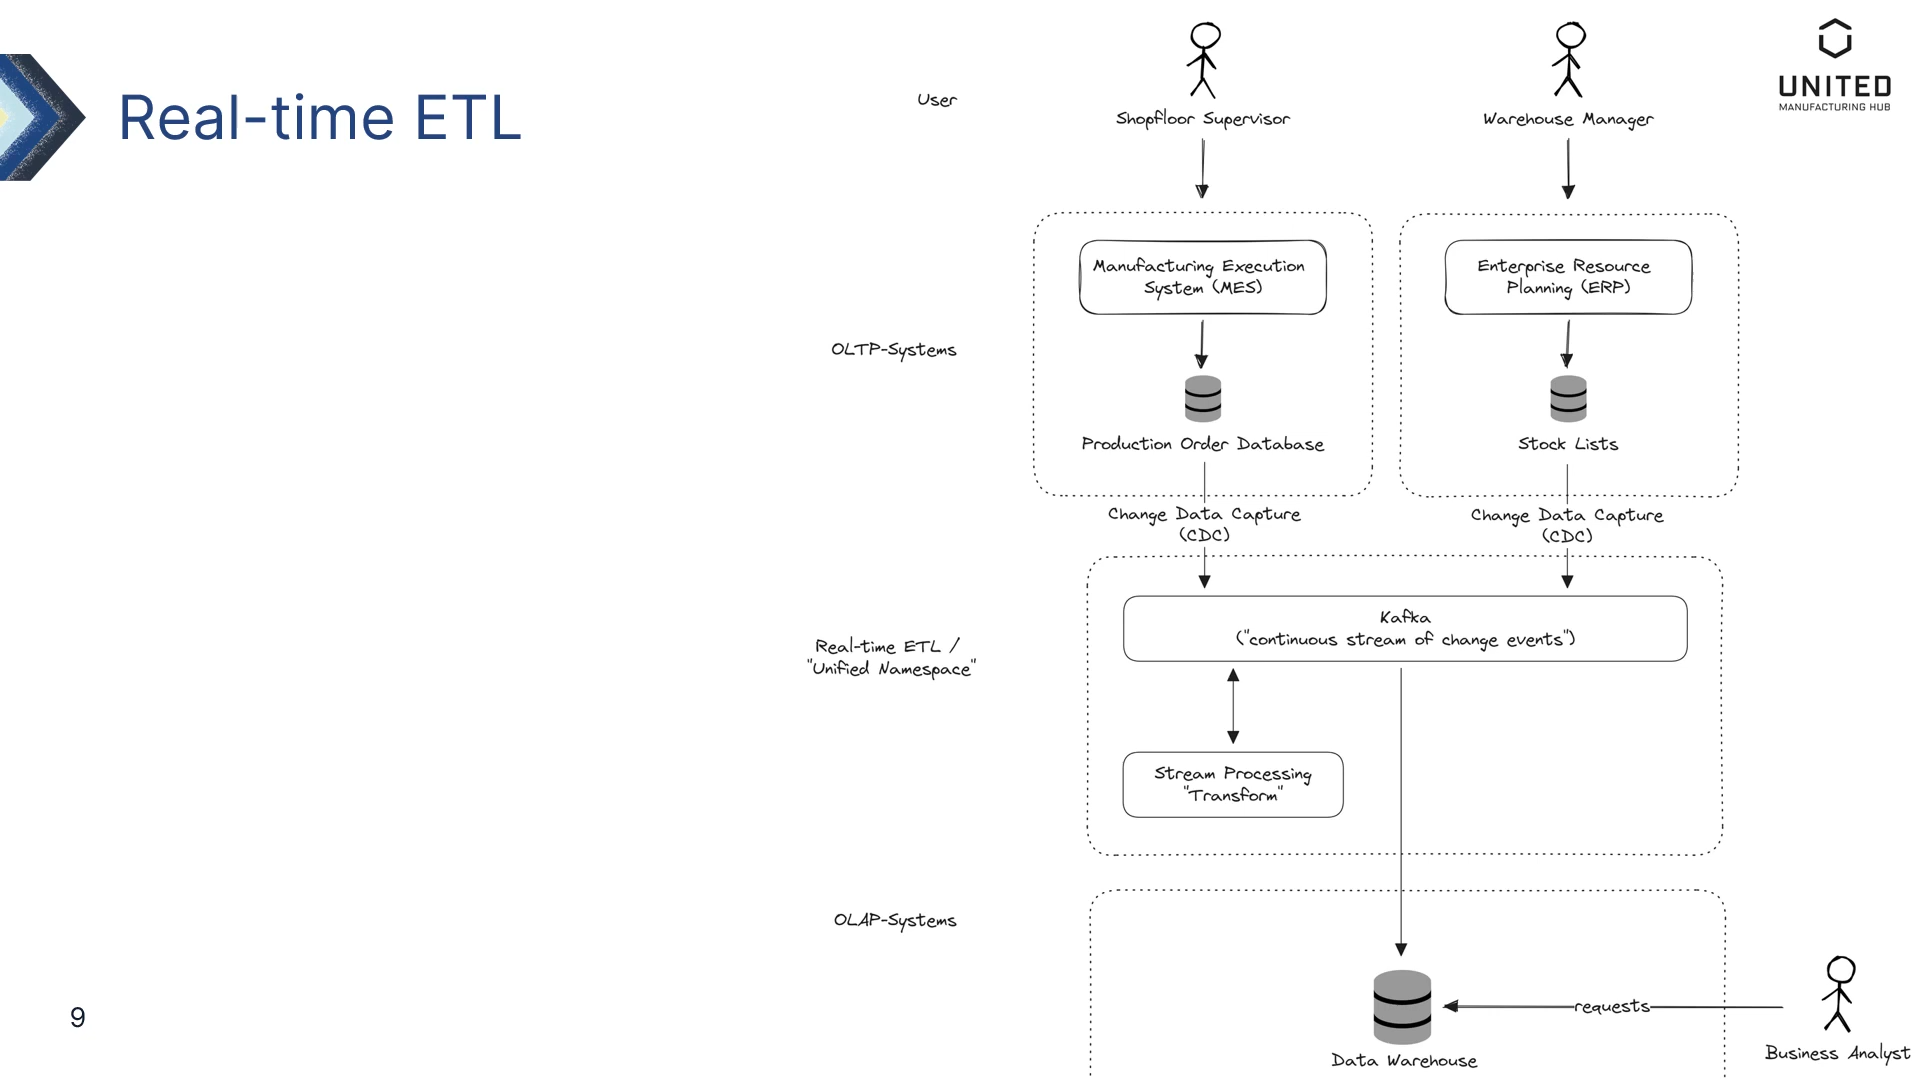 Real-time ETL
UNITED
MANUFACTURING HUB
User
Shopfloor Supervisor
Warehouse Manager
OLTP-Systems
Manufacturing Execution
System (MES)
Enterprise Resource
Planning (ERP)
Production Order Database
Stock Lists
Change Data Capture
(CDC)
Change Data Capture
(CDC)
Real-time ETL /
"Unified Namespace"
Kafka
("continuous stream of change events")
Stream Processing
"Transform"
OLAP-Systems
Data Warehouse
requests
Business Analyst
9